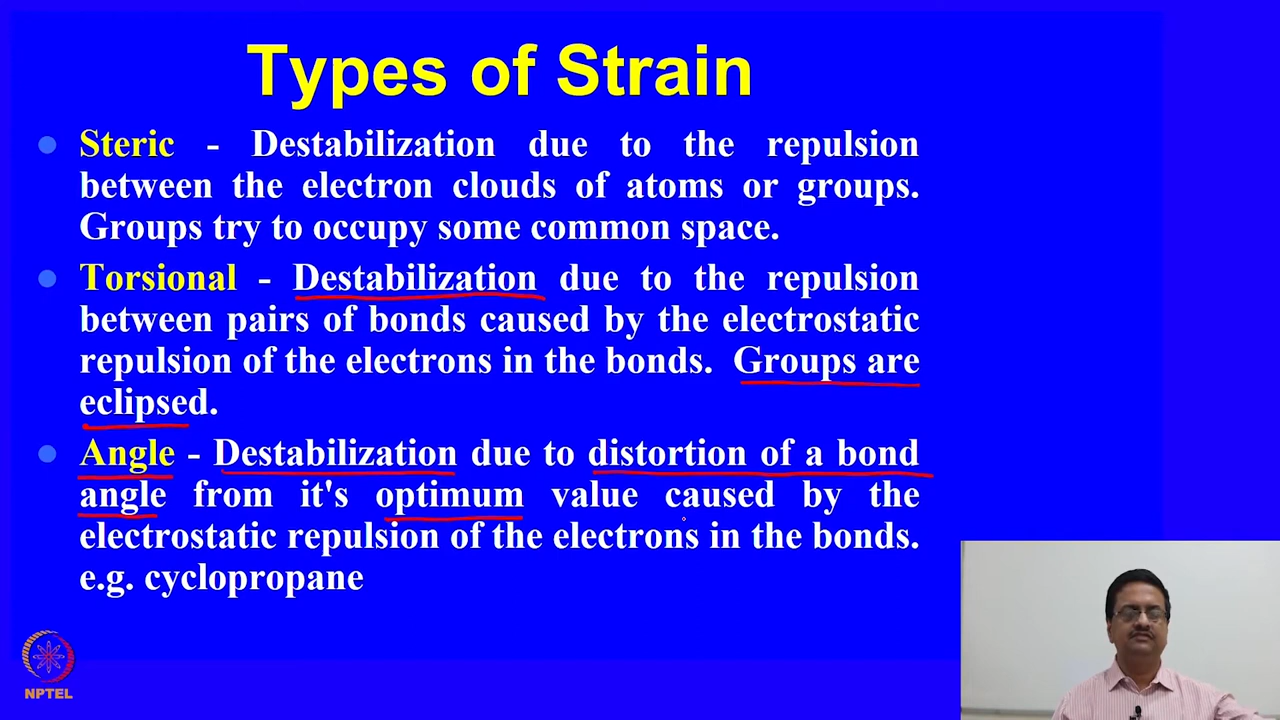 Types of Strain
Steric - Destabilization due to the repulsion
between the electron clouds of atoms or groups.
Groups try to occupy some common space.
Torsional - Destabilization due to the repulsion
between pairs of bonds caused by the electrostatic
repulsion of the electrons in the bonds. Groups are
eclipsed.
Angle - Destabilization due to distortion of a bond
angle from it's optimum value caused by the
electrostatic repulsion of the electrons in the bonds.
e.g. cyclopropane
NPTEL